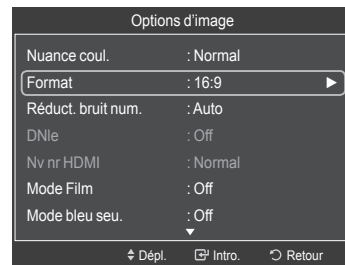 Options d'image
Nuance coul. : Normal
Format : 16:9
Réduct. bruit num. : Auto
DNIe : Off
Nv nr HDMI : Normal
Mode Film : Off
Mode bleu seu. : Off
Dépl. Intro. Retour